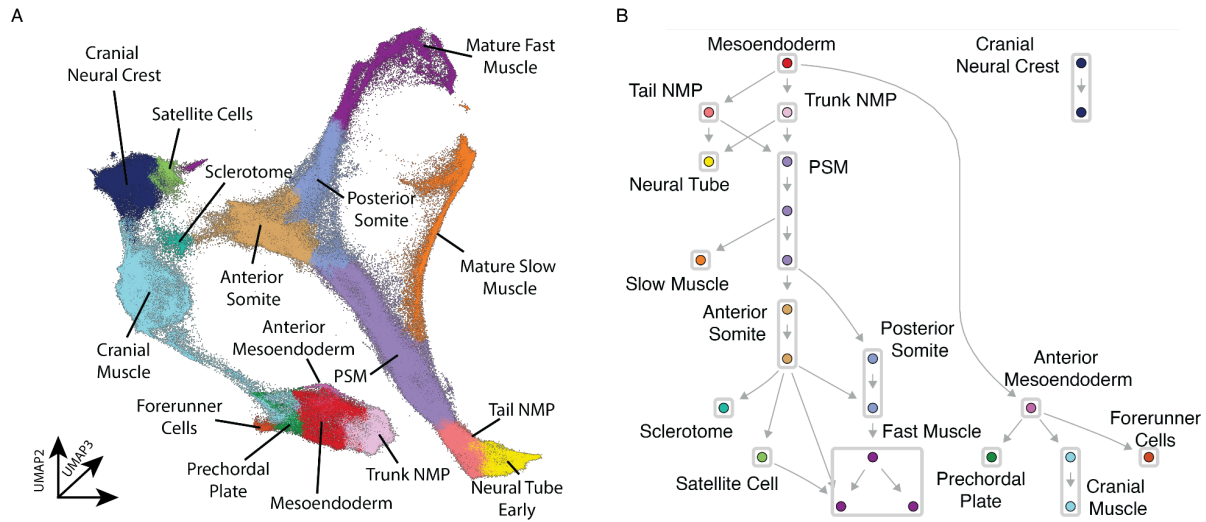 A
Cranial
Neural Crest
Satellite Cells
Sclerotome
Mature Fast
Muscle
Posterior
Somite
Mature Slow
Muscle
Anterior
Somite
Cranial
Muscle
Anterior
Mesoendoderm
PSM
Forerunner
Cells
Prechordal
Plate
Mesoendoderm
Trunk NMP
Tail NMP
Neural Tube
Early
UMAP2
UMAP3
B
Mesoendoderm
Cranial
Neural Crest
Tail NMP
Trunk NMP
Neural Tube
PSM
Slow Muscle
Anterior
Somite
Posterior
Somite
Anterior
Mesoendoderm
Sclerotome
Fast Muscle
Forerunner
Cells
Satellite Cell
Prechordal
Plate
Cranial
Muscle